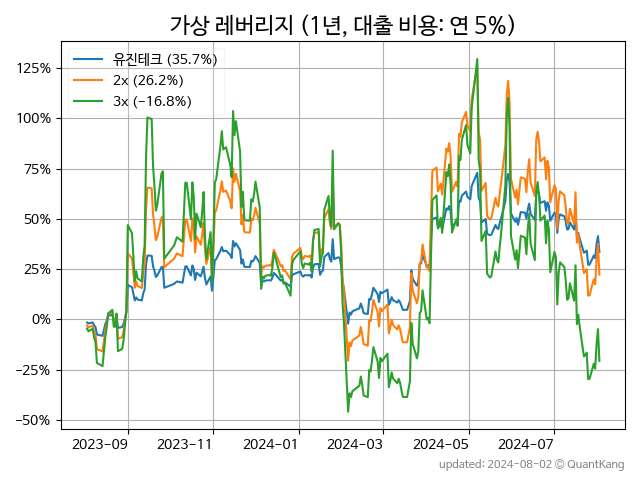 가상 레버리지 (1년, 대출 비용: 연 5%)
유진테크 (35.7%)
2x (26.2%)
3x (−16.8%)
125%
100%
75%
50%
25%
0%
−25%
−50%
2023-09
2023-11
2024-01
2024-03
2024-05
2024-07
updated: 2024-08-02 © QuantKang